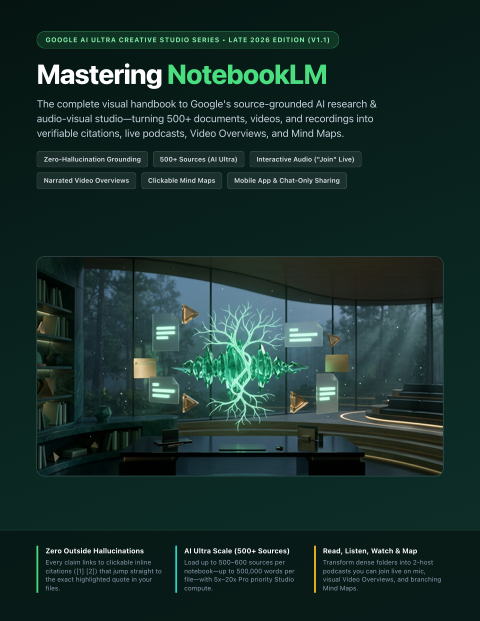 GOOGLE AI ULTRA CREATIVE STUDIO SERIES • LATE 2026 EDITION (V1.1)
Mastering NotebookLM
The complete visual handbook to Google's source-grounded AI research &
audio-visual studio—turning 500+ documents, videos, and recordings into
verifiable citations, live podcasts, Video Overviews, and Mind Maps.
Zero-Hallucination Grounding
500+ Sources (AI Ultra)
Interactive Audio ("Join" Live)
Narrated Video Overviews
Clickable Mind Maps
Mobile App & Chat-Only Sharing
Zero Outside Hallucinations
Every claim links to clickable inline
citations ([1] [2]) that jump straight to
the exact highlighted quote in your
files.
AI Ultra Scale (500+ Sources)
Load up to 500–600 sources per
notebook—up to 500,000 words per
file—with 5x–20x Pro priority Studio
compute.
Read, Listen, Watch & Map
Transform dense folders into 2-host
podcasts you can join live on mic,
visual Video Overviews, and branching
Mind Maps.